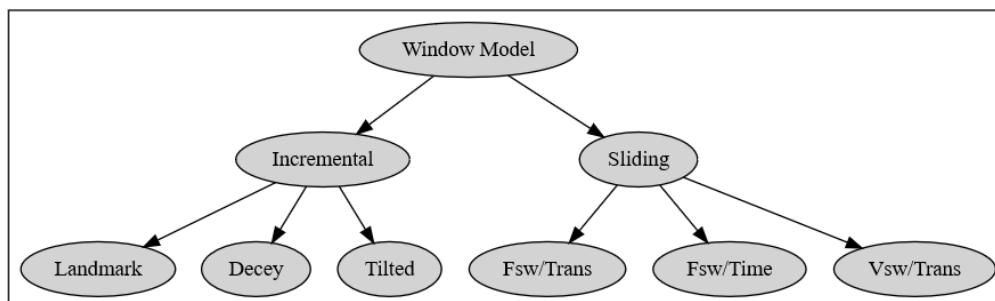 Window Model
Incremental
Sliding
Landmark
Decey
Tilted
Fsw/Trans
Fsw/Time
Vsw/Trans